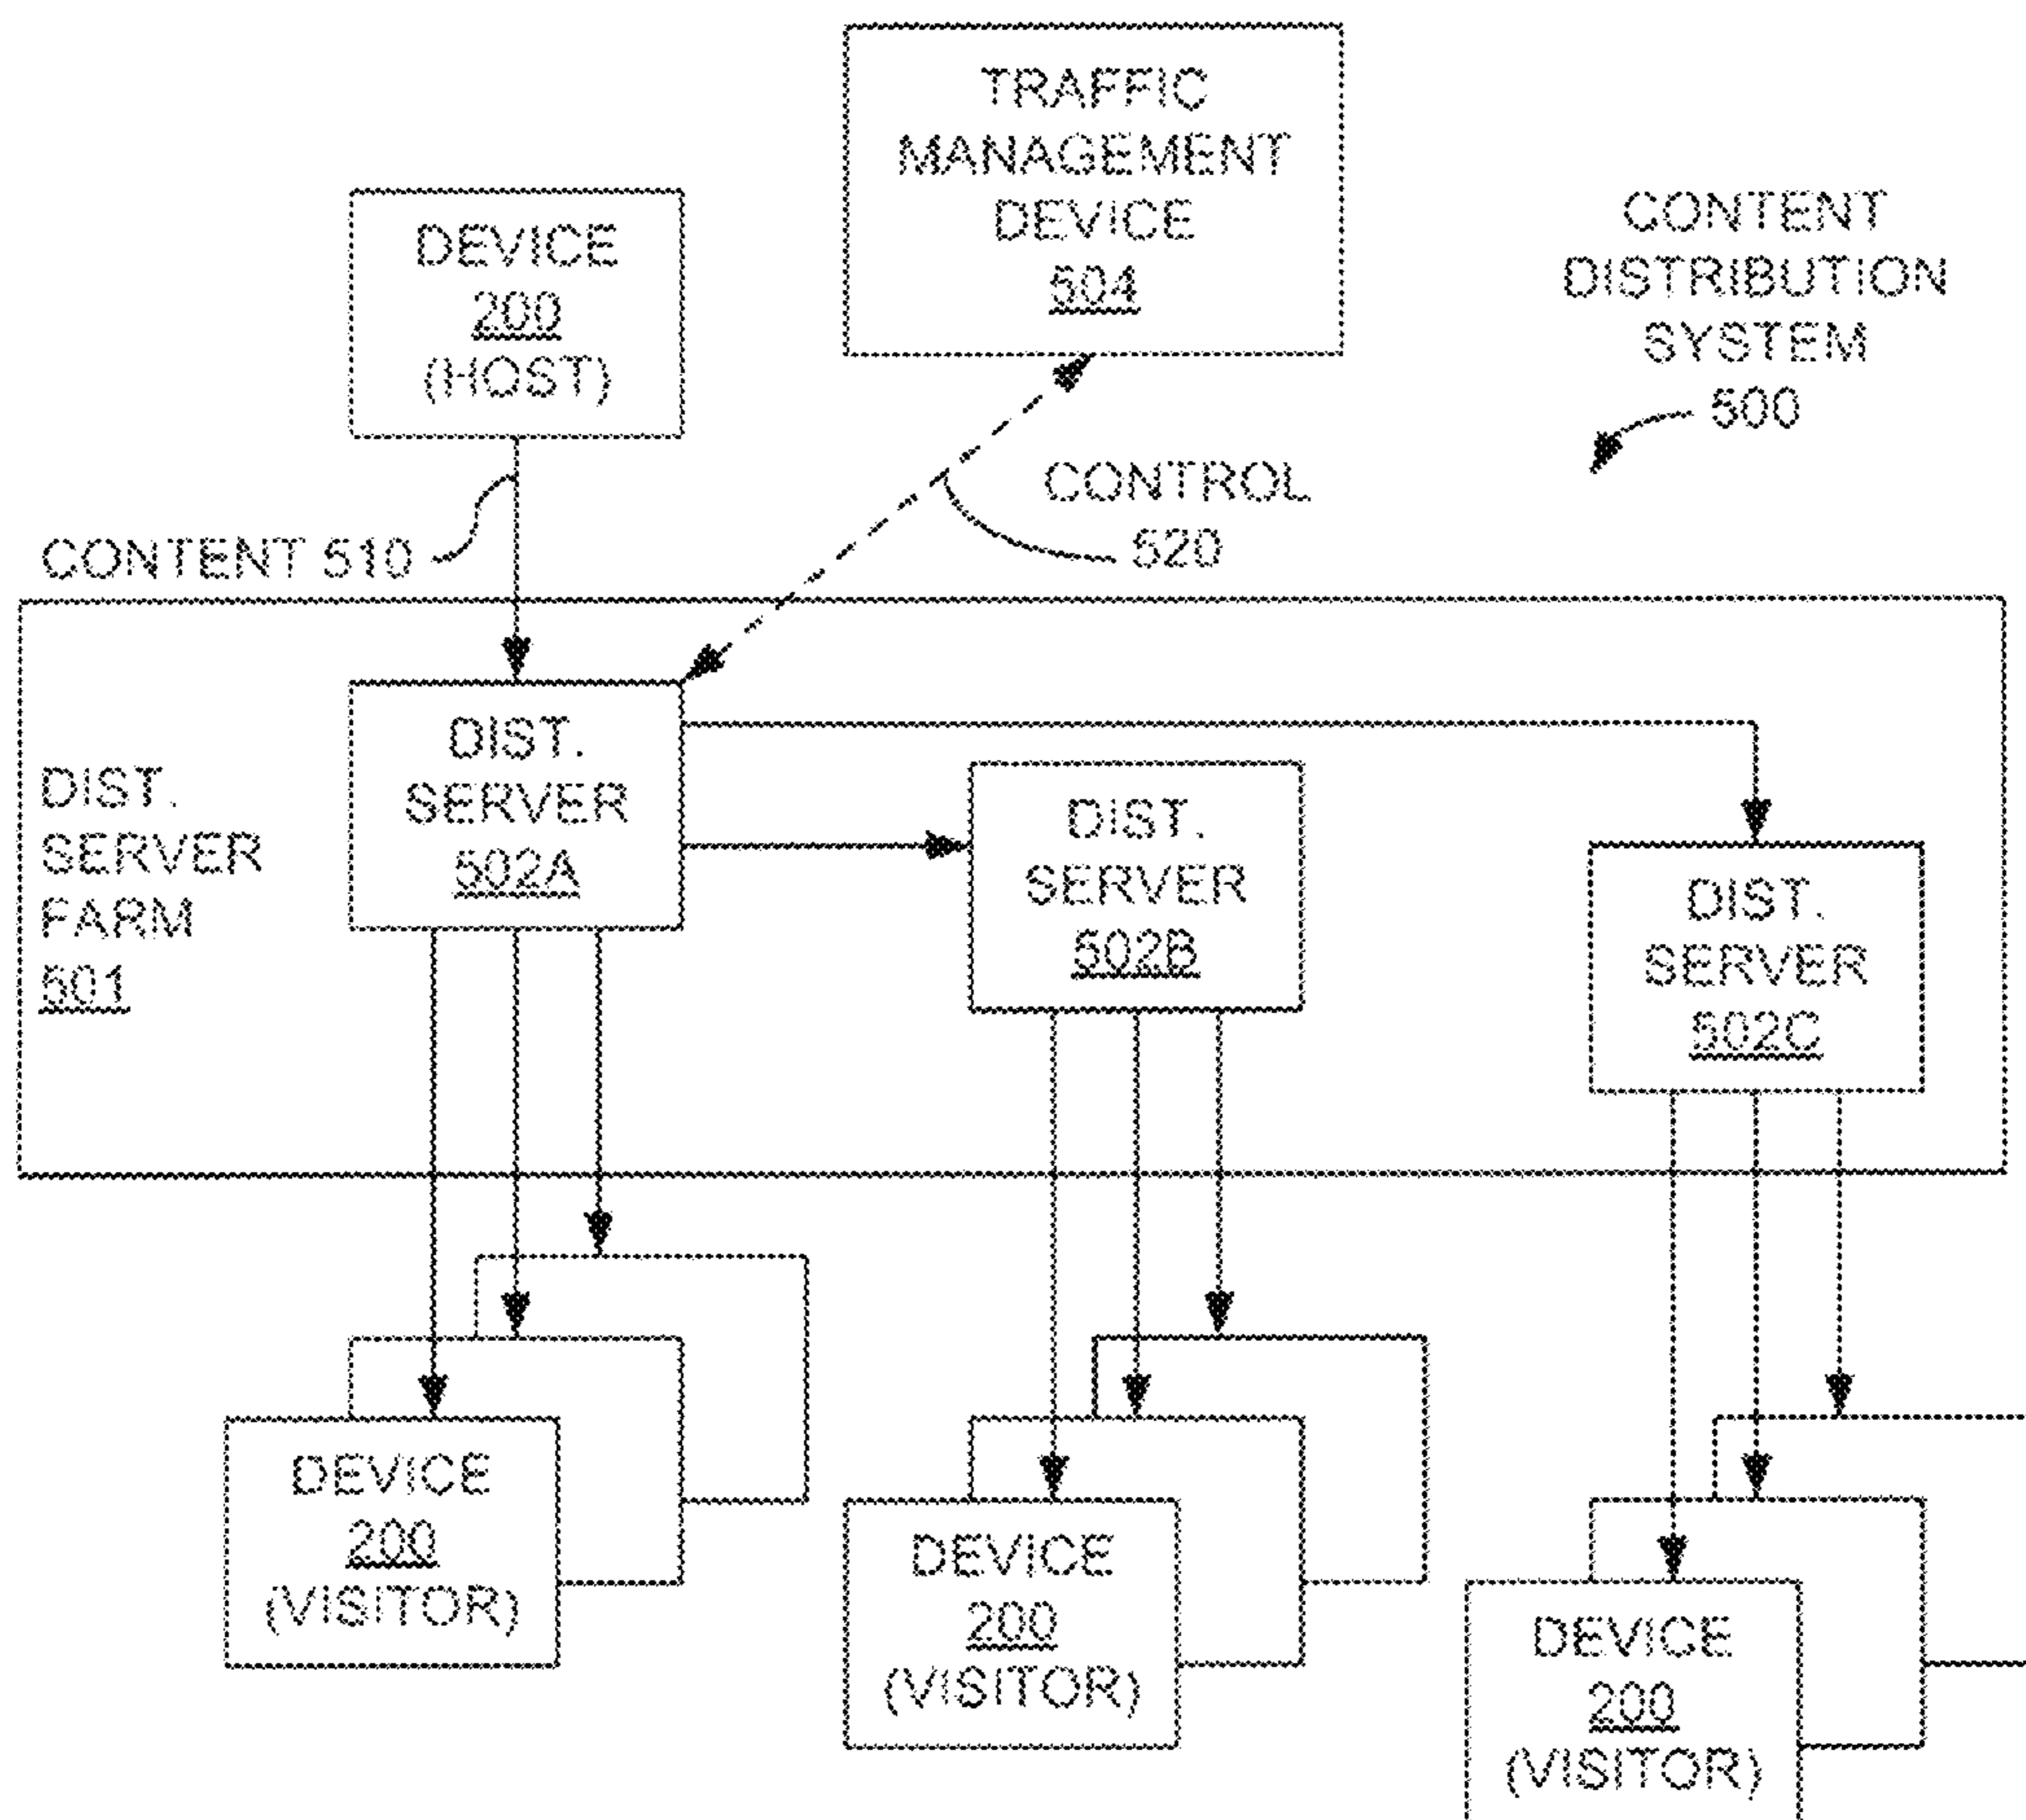 TRAFFIC
MANAGEMENT
DEVICE
504
DEVICE
200
(HOST)
CONTENT
DISTRIBUTION
SYSTEM
500
CONTROL
520
CONTENT 510
DIST.
SERVER
FARM
501
DIST.
SERVER
502A
DIST.
SERVER
502B
DIST.
SERVER
502C
DEVICE
200
(VISITOR)
DEVICE
200
(VISITOR)
DEVICE
200
(VISITOR)